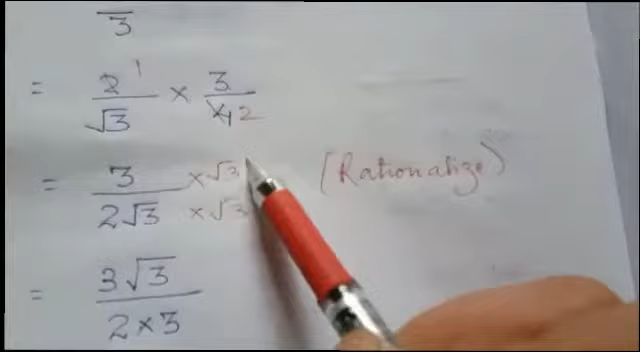 3
= 2 1 / √3 × 3 / 4 2
= 3 × √3 / 2√3 × √3 (Rationalize)
= 3√3 / 2×3